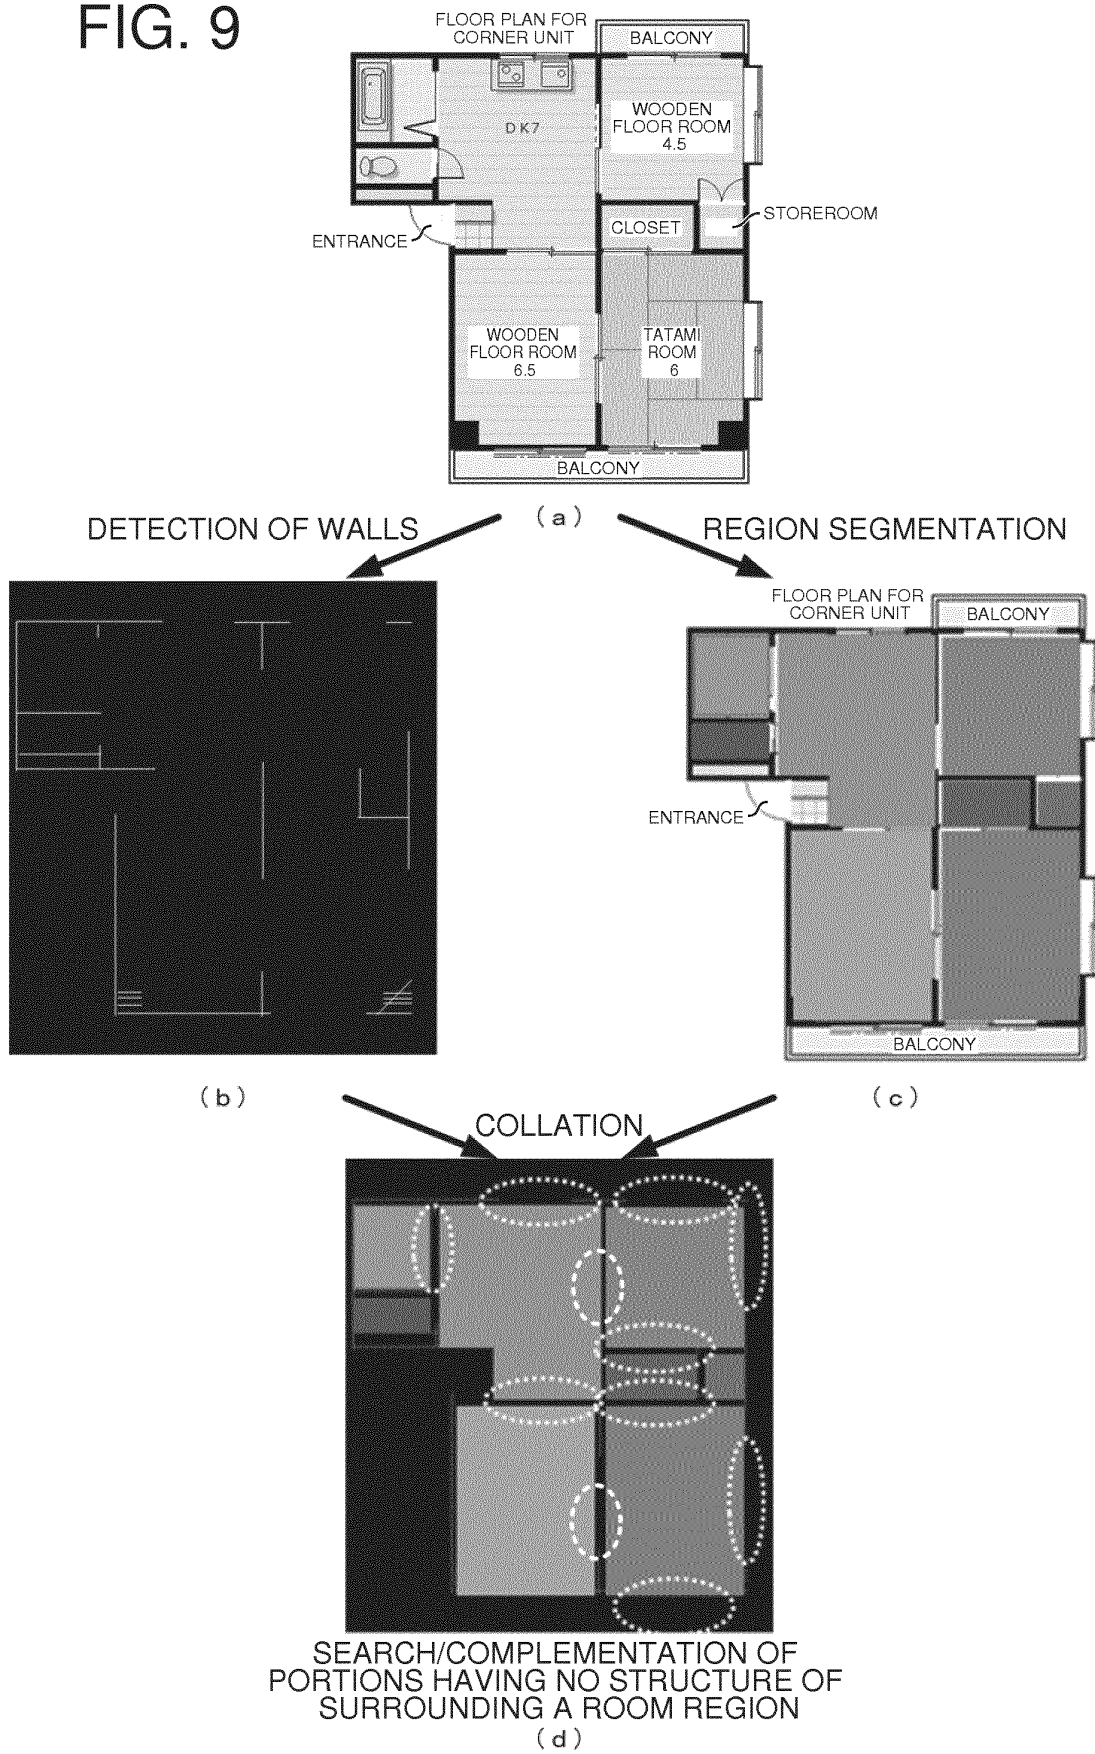 FIG. 9
FLOOR PLAN FOR
CORNER UNIT
BALCONY
DK7
WOODEN
FLOOR ROOM
4.5
CLOSET
STOREROOM
ENTRANCE
WOODEN
FLOOR ROOM
6.5
TATAMI
ROOM
6
BALCONY
(a)
DETECTION OF WALLS
REGION SEGMENTATION
FLOOR PLAN FOR
CORNER UNIT
BALCONY
ENTRANCE
BALCONY
(b)
(c)
COLLATION
SEARCH/COMPLEMENTATION OF
PORTIONS HAVING NO STRUCTURE OF
SURROUNDING A ROOM REGION
(d)